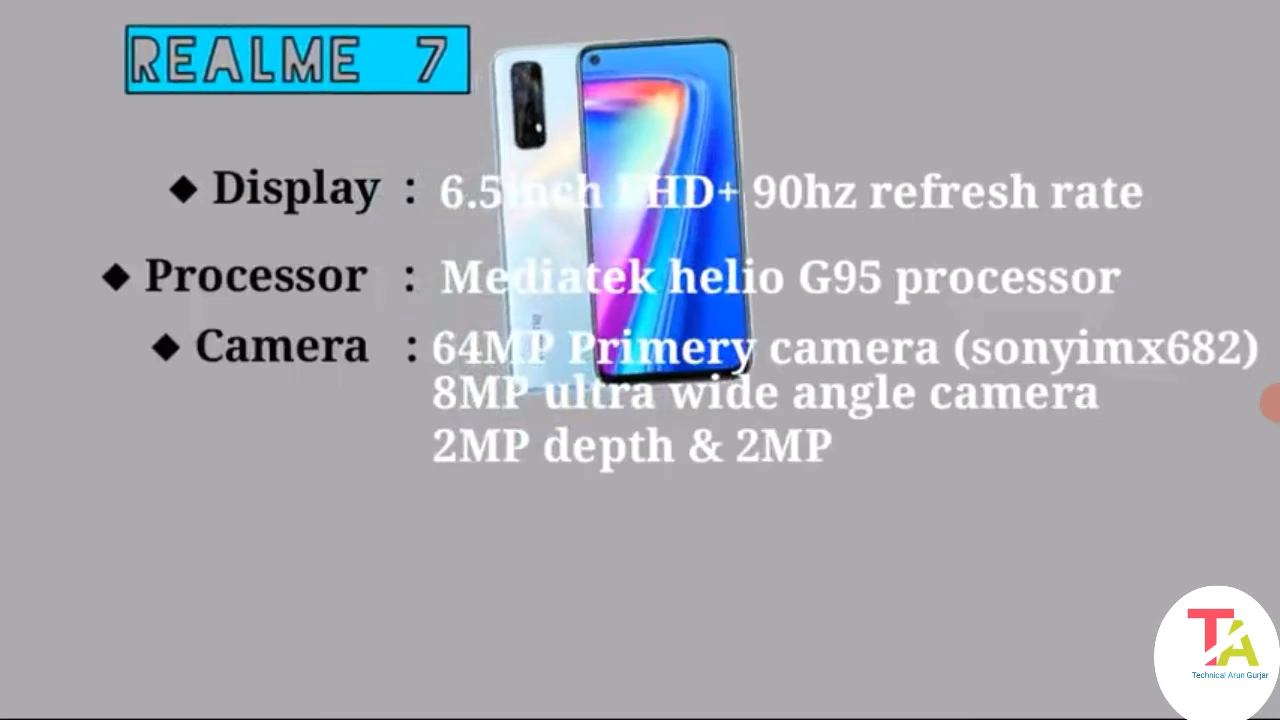 REALME 7
◆ Display : 6.5inch FHD+ 90hz refresh rate
◆ Processor : Mediatek helio G95 processor
◆ Camera : 64MP Primery camera (sonyimx682)
8MP ultra wide angle camera
2MP depth & 2MP
TA
Technical Arun Gurjar